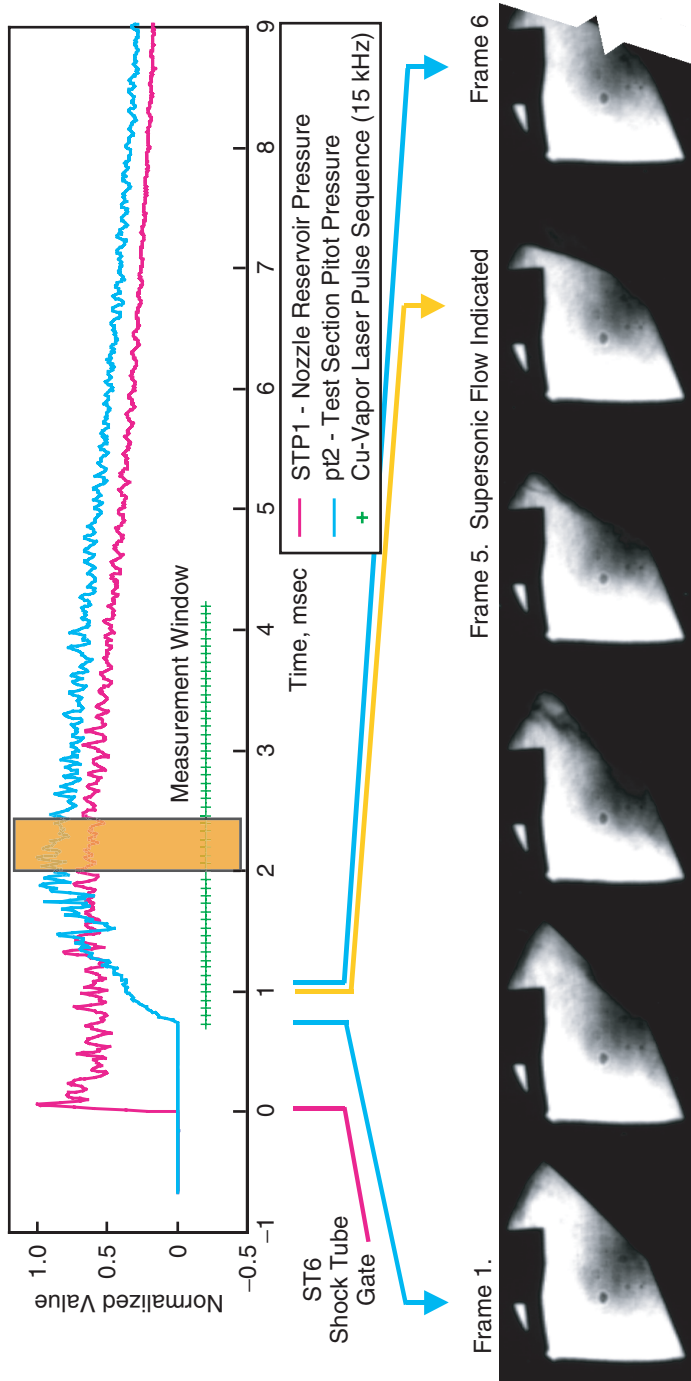 Normalized Value
1.0
0.5
0
−0.5
−1
0
1
2
3
4
5
6
7
8
9
Measurement Window
Time, msec
STP1 - Nozzle Reservoir Pressure
pt2 - Test Section Pitot Pressure
Cu-Vapor Laser Pulse Sequence (15 kHz)
ST6
Shock Tube
Gate
Frame 1.
Frame 5.  Supersonic Flow Indicated
Frame 6